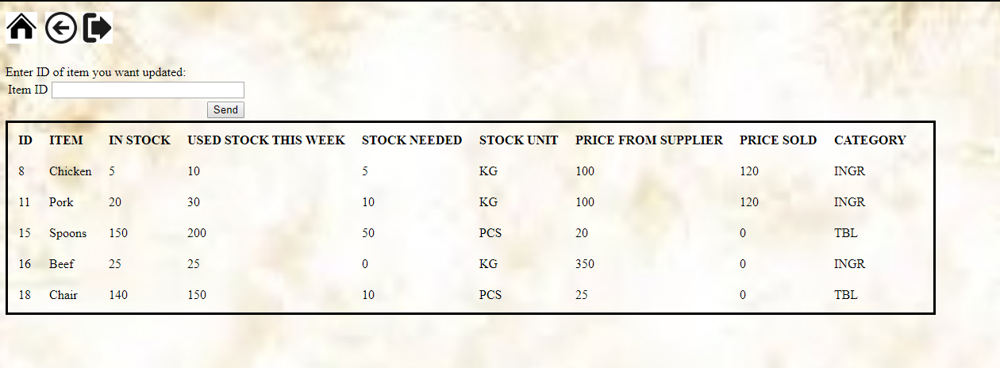 Enter ID of item you want updated:
Item ID
Send
ID ITEM IN STOCK USED STOCK THIS WEEK STOCK NEEDED STOCK UNIT PRICE FROM SUPPLIER PRICE SOLD CATEGORY
8 Chicken 5 10 5 KG 100 120 INGR
11 Pork 20 30 10 KG 100 120 INGR
15 Spoons 150 200 50 PCS 20 0 TBL
16 Beef 25 25 0 KG 350 0 INGR
18 Chair 140 150 10 PCS 25 0 TBL